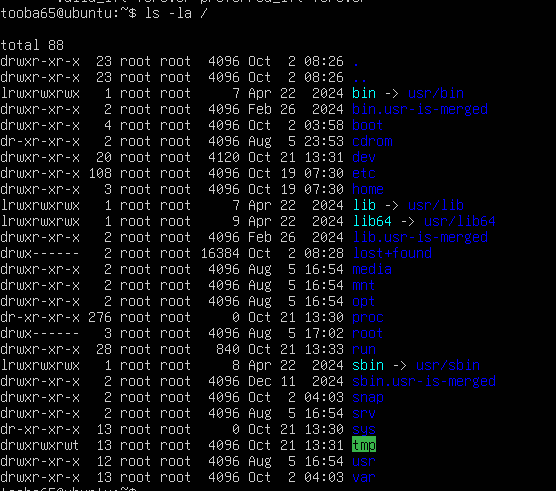 tooba65@ubuntu:~$ ls -la /
total 88
drwxr-xr-x  23 root root  4096 Oct  2 08:26 .
drwxr-xr-x  23 root root  4096 Oct  2 08:26 ..
lrwxrwxrwx   1 root root     7 Apr 22  2024 bin -> usr/bin
drwxr-xr-x   2 root root  4096 Feb 26  2024 bin.usr-is-merged
drwxr-xr-x   4 root root  4096 Oct  2 03:58 boot
dr-xr-xr-x   2 root root  4096 Aug  5 23:53 cdrom
drwxr-xr-x  20 root root  4120 Oct 21 13:31 dev
drwxr-xr-x 108 root root  4096 Oct 19 07:30 etc
drwxr-xr-x   3 root root  4096 Oct 19 07:30 home
lrwxrwxrwx   1 root root     7 Apr 22  2024 lib -> usr/lib
lrwxrwxrwx   1 root root     9 Apr 22  2024 lib64 -> usr/lib64
drwxr-xr-x   2 root root  4096 Feb 26  2024 lib.usr-is-merged
drwx------   2 root root 16384 Oct  2 08:28 lost+found
drwxr-xr-x   2 root root  4096 Aug  5 16:54 media
drwxr-xr-x   2 root root  4096 Aug  5 16:54 mnt
drwxr-xr-x   2 root root  4096 Aug  5 16:54 opt
dr-xr-xr-x 276 root root     0 Oct 21 13:30 proc
drwx------   3 root root  4096 Aug  5 17:02 root
drwxr-xr-x  28 root root   840 Oct 21 13:33 run
lrwxrwxrwx   1 root root     8 Apr 22  2024 sbin -> usr/sbin
drwxr-xr-x   2 root root  4096 Dec 11  2024 sbin.usr-is-merged
drwxr-xr-x   2 root root  4096 Oct  2 04:03 snap
drwxr-xr-x   2 root root  4096 Aug  5 16:54 srv
dr-xr-xr-x  13 root root     0 Oct 21 13:30 sys
drwxrwxrwt  13 root root  4096 Oct 21 13:31 tmp
drwxr-xr-x  12 root root  4096 Aug  5 16:54 usr
drwxr-xr-x  13 root root  4096 Oct  2 04:03 var
tooba65@ubuntu:~$